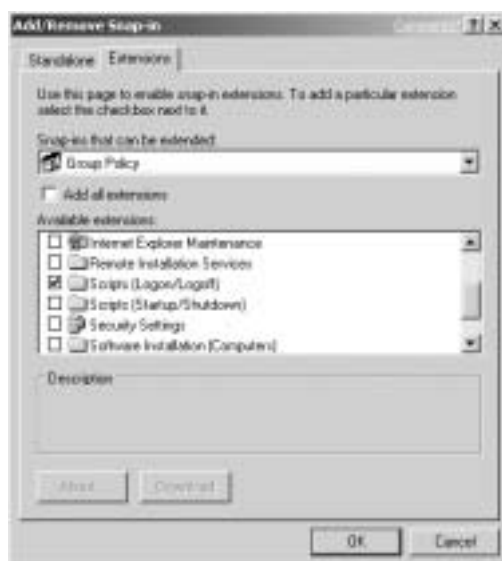 Add/Remove Snap-in
Standalone Extensions
Use this page to enable snap-in extensions. To add a particular extension
select the checkbox next to it.
Snap-ins that can be extended:
Group Policy
Add all extensions
Available extensions:
Internet Explorer Maintenance
Remote Installation Services
Scripts (Logon/Logoff)
Scripts (Startup/Shutdown)
Security Settings
Software Installation (Computers)
Description
About...
Download
OK Cancel